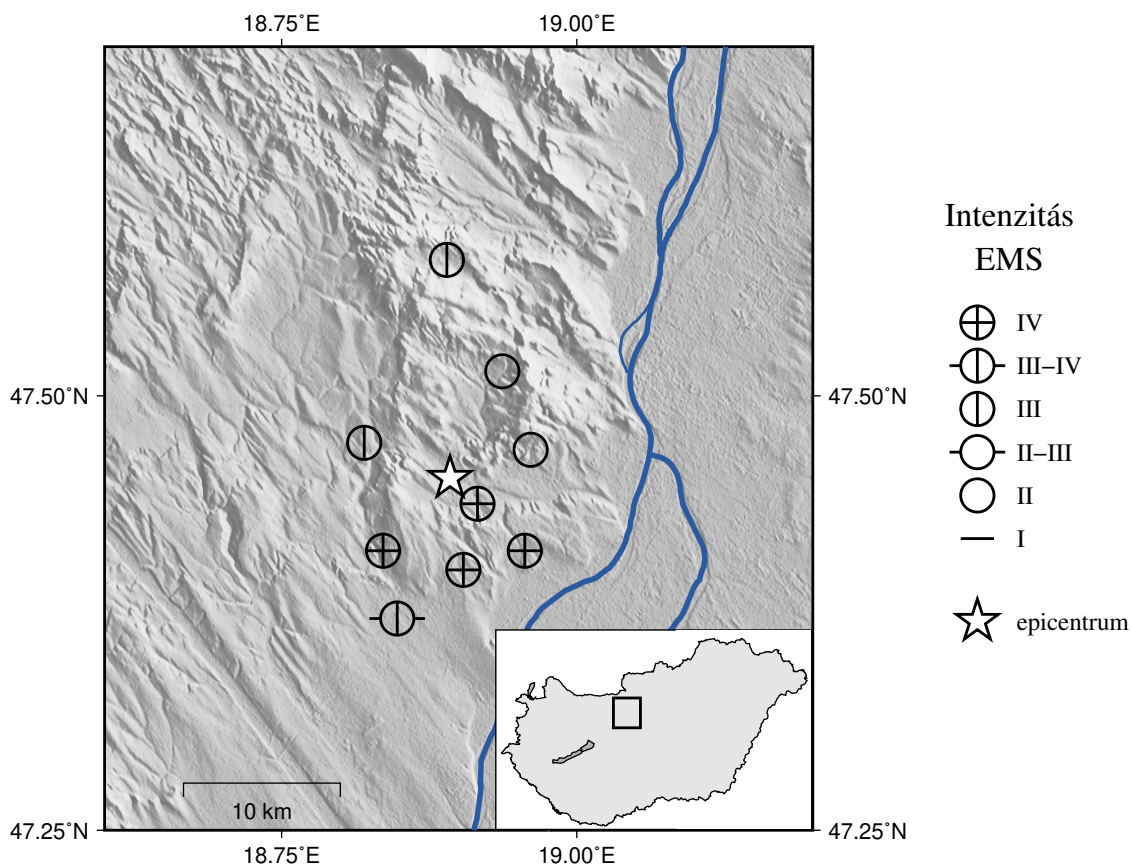 18.75˚E 19.00˚E
47.50˚N 47.50˚N
47.25˚N 47.25˚N
18.75˚E 19.00˚E
10 km
Intenzitás
EMS
IV
III–IV
III
II–III
II
I
epicentrum